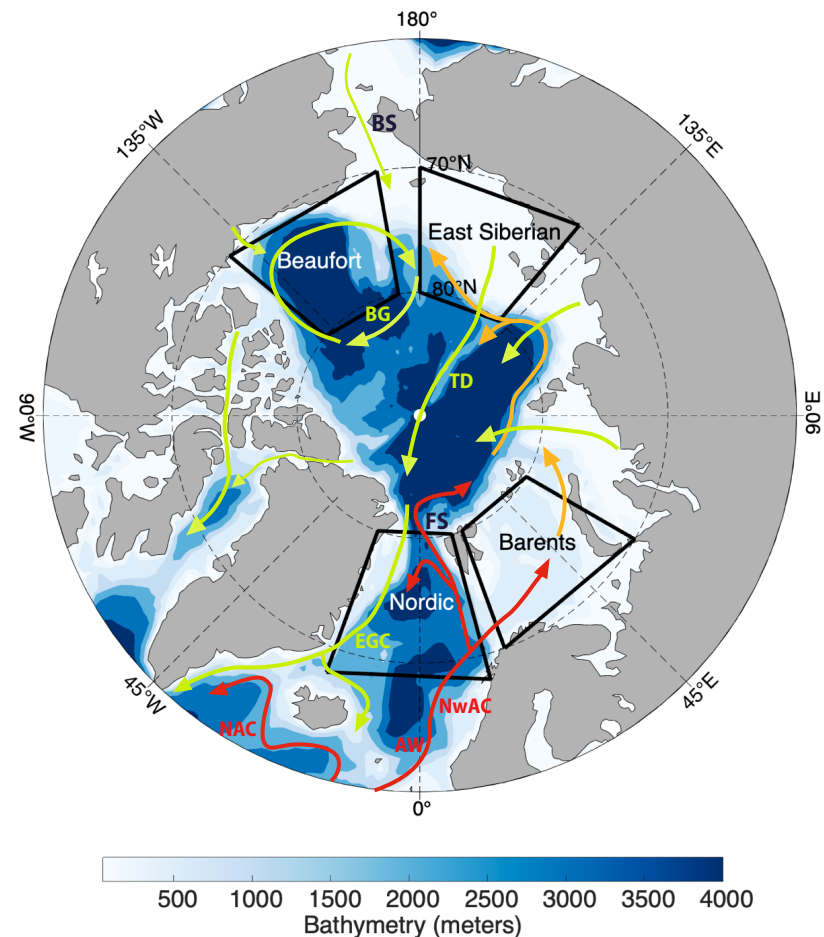 180°
135°W
135°E
BS
70°N
East Siberian
Beaufort
80°N
BG
TD
90°W
90°E
FS
Barents
Nordic
EGC
45°W
45°E
NwAC
NAC
AW
0°
500 1000 1500 2000 2500 3000 3500 4000
Bathymetry (meters)